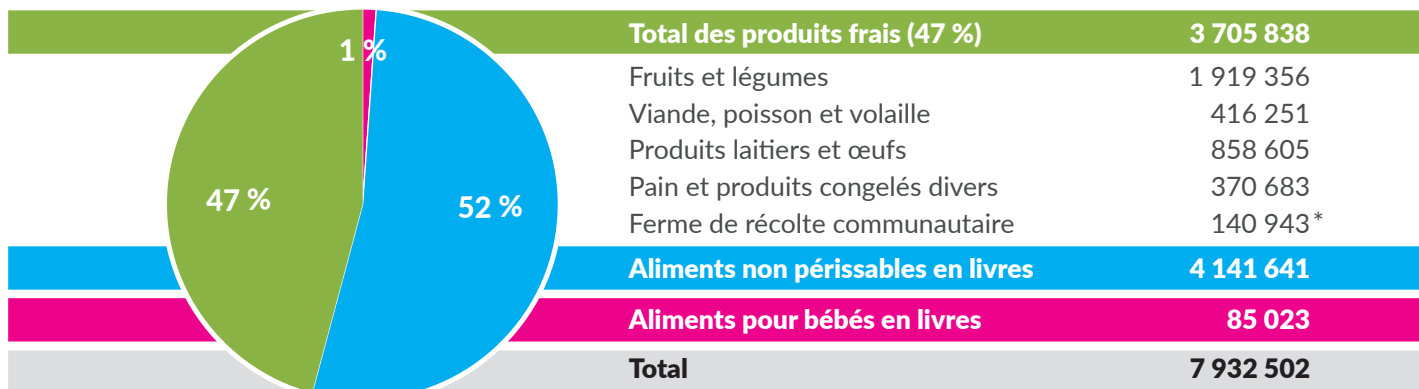 1 %
47 %
52 %
Total des produits frais (47 %) 3 705 838
Fruits et légumes 1 919 356
Viande, poisson et volaille 416 251
Produits laitiers et œufs 858 605
Pain et produits congelés divers 370 683
Ferme de récolte communautaire 140 943*
Aliments non périssables en livres 4 141 641
Aliments pour bébés en livres 85 023
Total 7 932 502